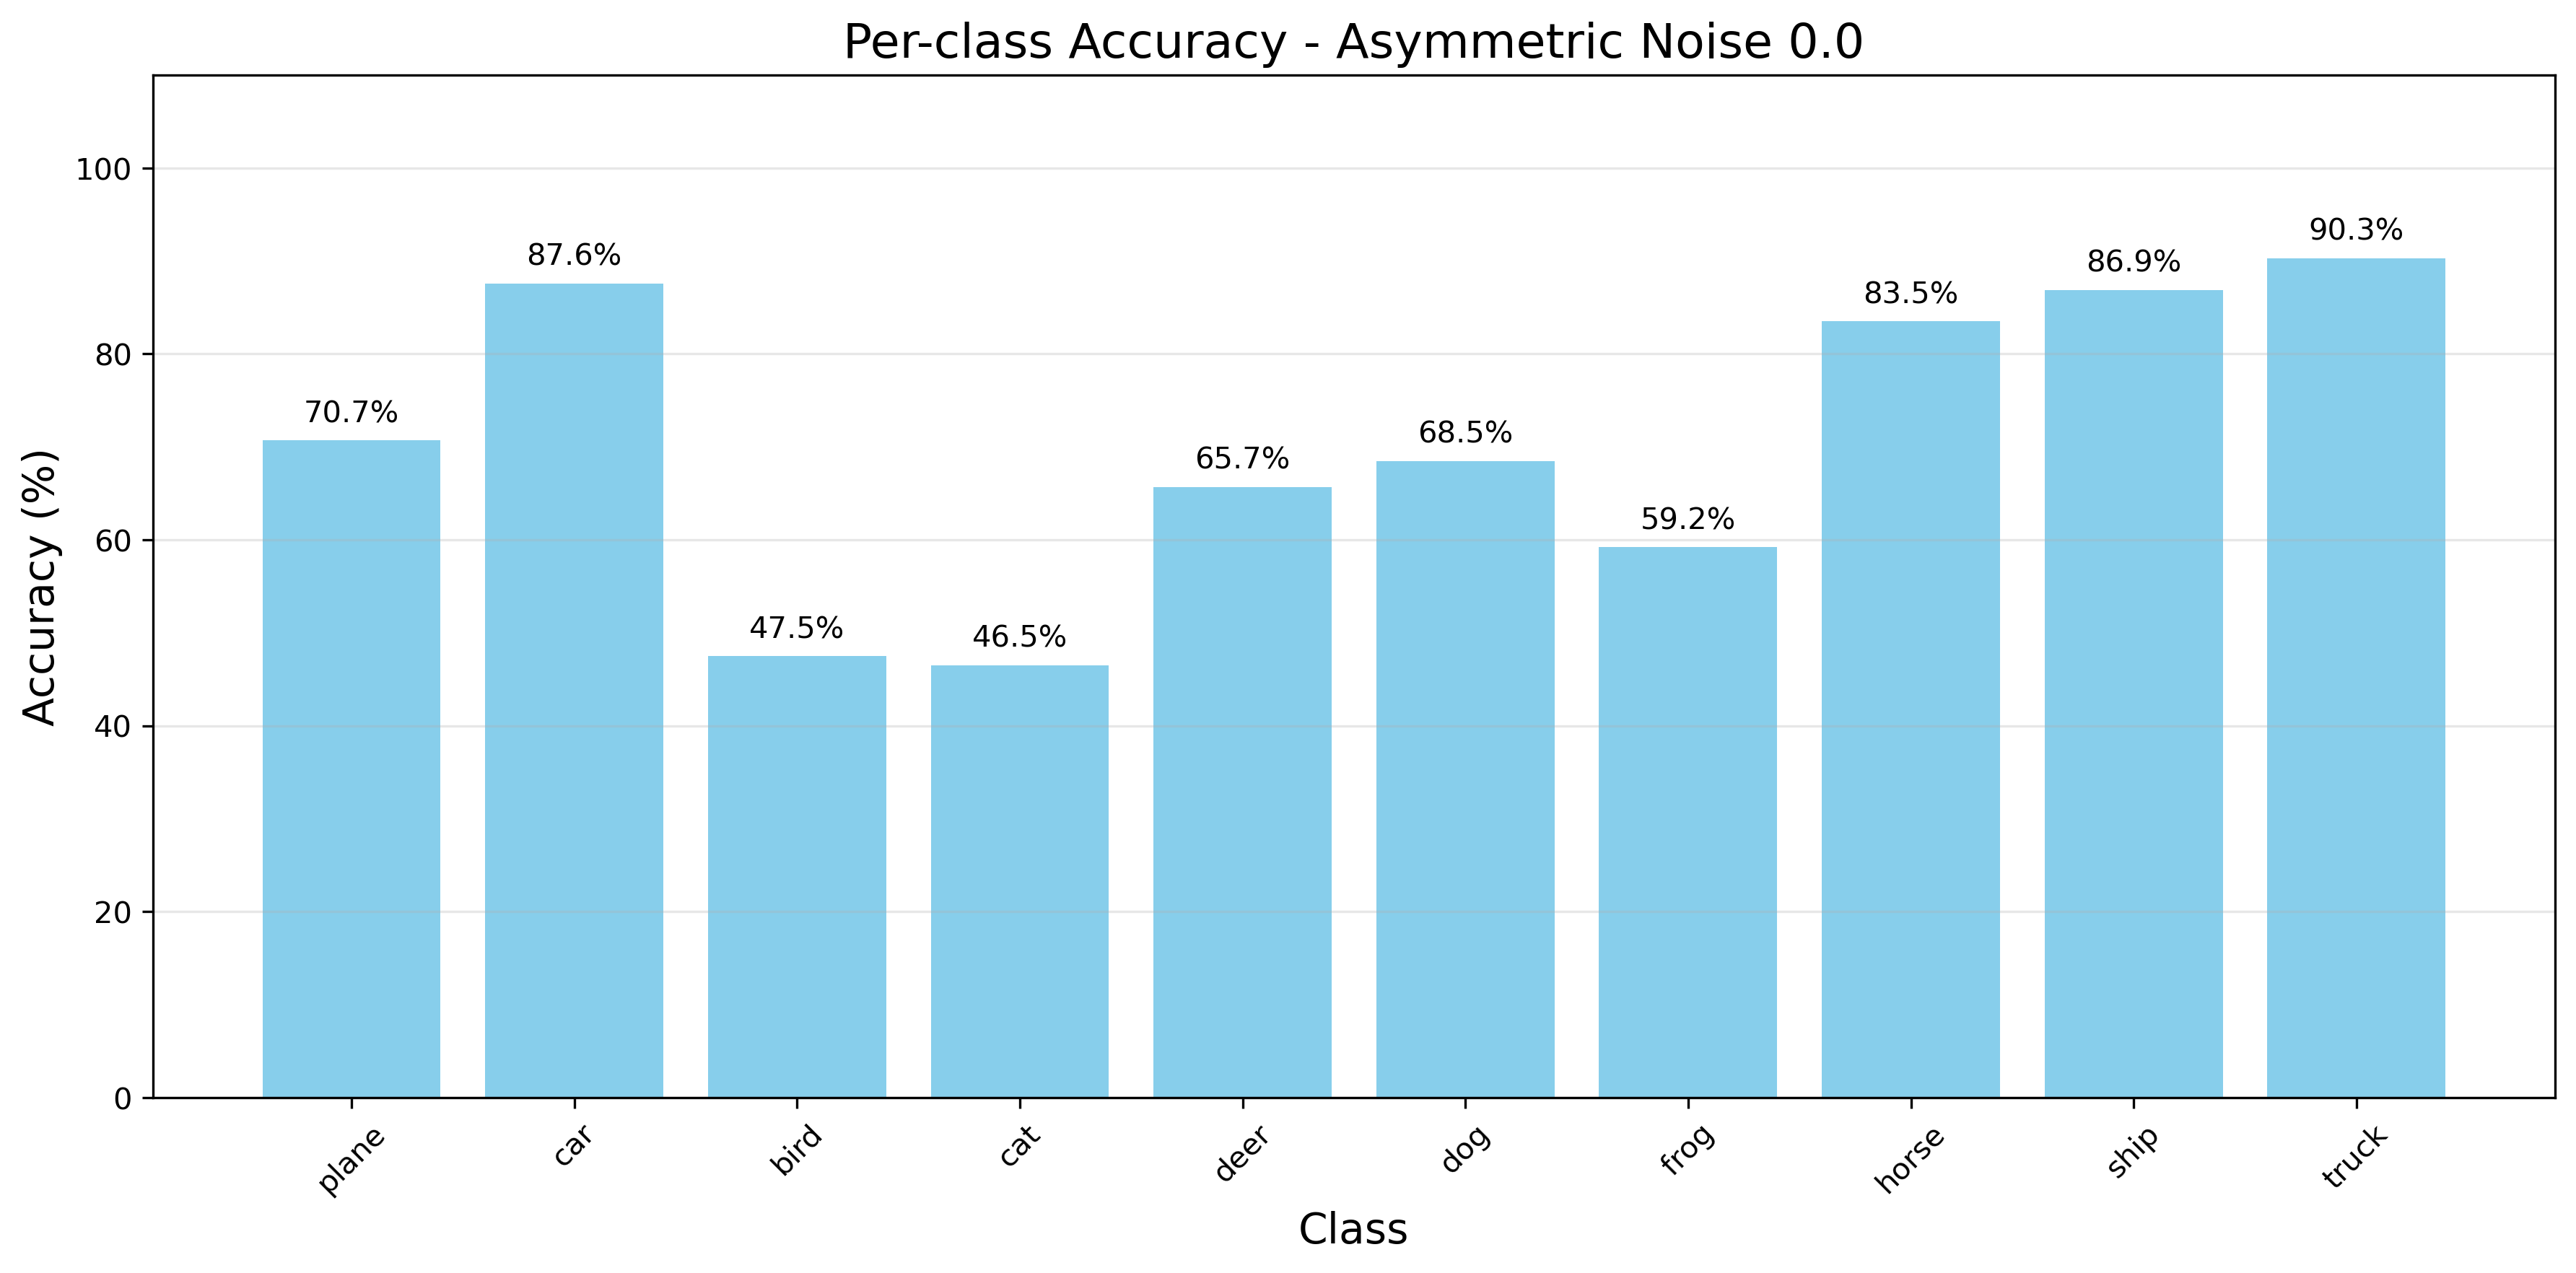 Per-class Accuracy - Asymmetric Noise 0.0
Accuracy (%)
100
80
60
40
20
0
70.7%
87.6%
47.5%
46.5%
65.7%
68.5%
59.2%
83.5%
86.9%
90.3%
plane
car
bird
cat
deer
dog
frog
horse
ship
truck
Class